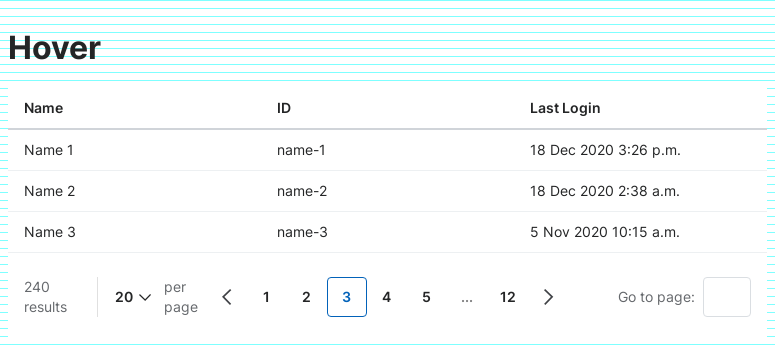 Hover
Name ID Last Login
Name 1 name-1 18 Dec 2020 3:26 p.m.
Name 2 name-2 18 Dec 2020 2:38 a.m.
Name 3 name-3 5 Nov 2020 10:15 a.m.
240 results 20 per page 1 2 3 4 5 ... 12 Go to page: